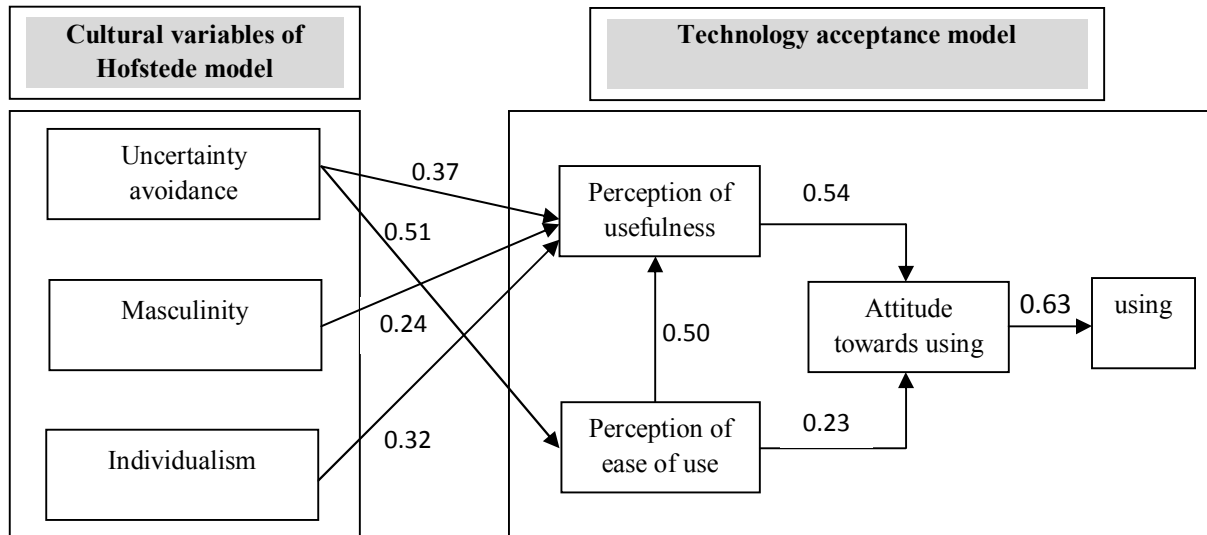 Cultural variables of
Hofstede model
Technology acceptance model
Uncertainty
avoidance
Masculinity
Individualism
0.37
0.51
0.24
0.32
Perception of
usefulness
0.54
0.50
Perception of
ease of use
0.23
Attitude
towards using
0.63
using